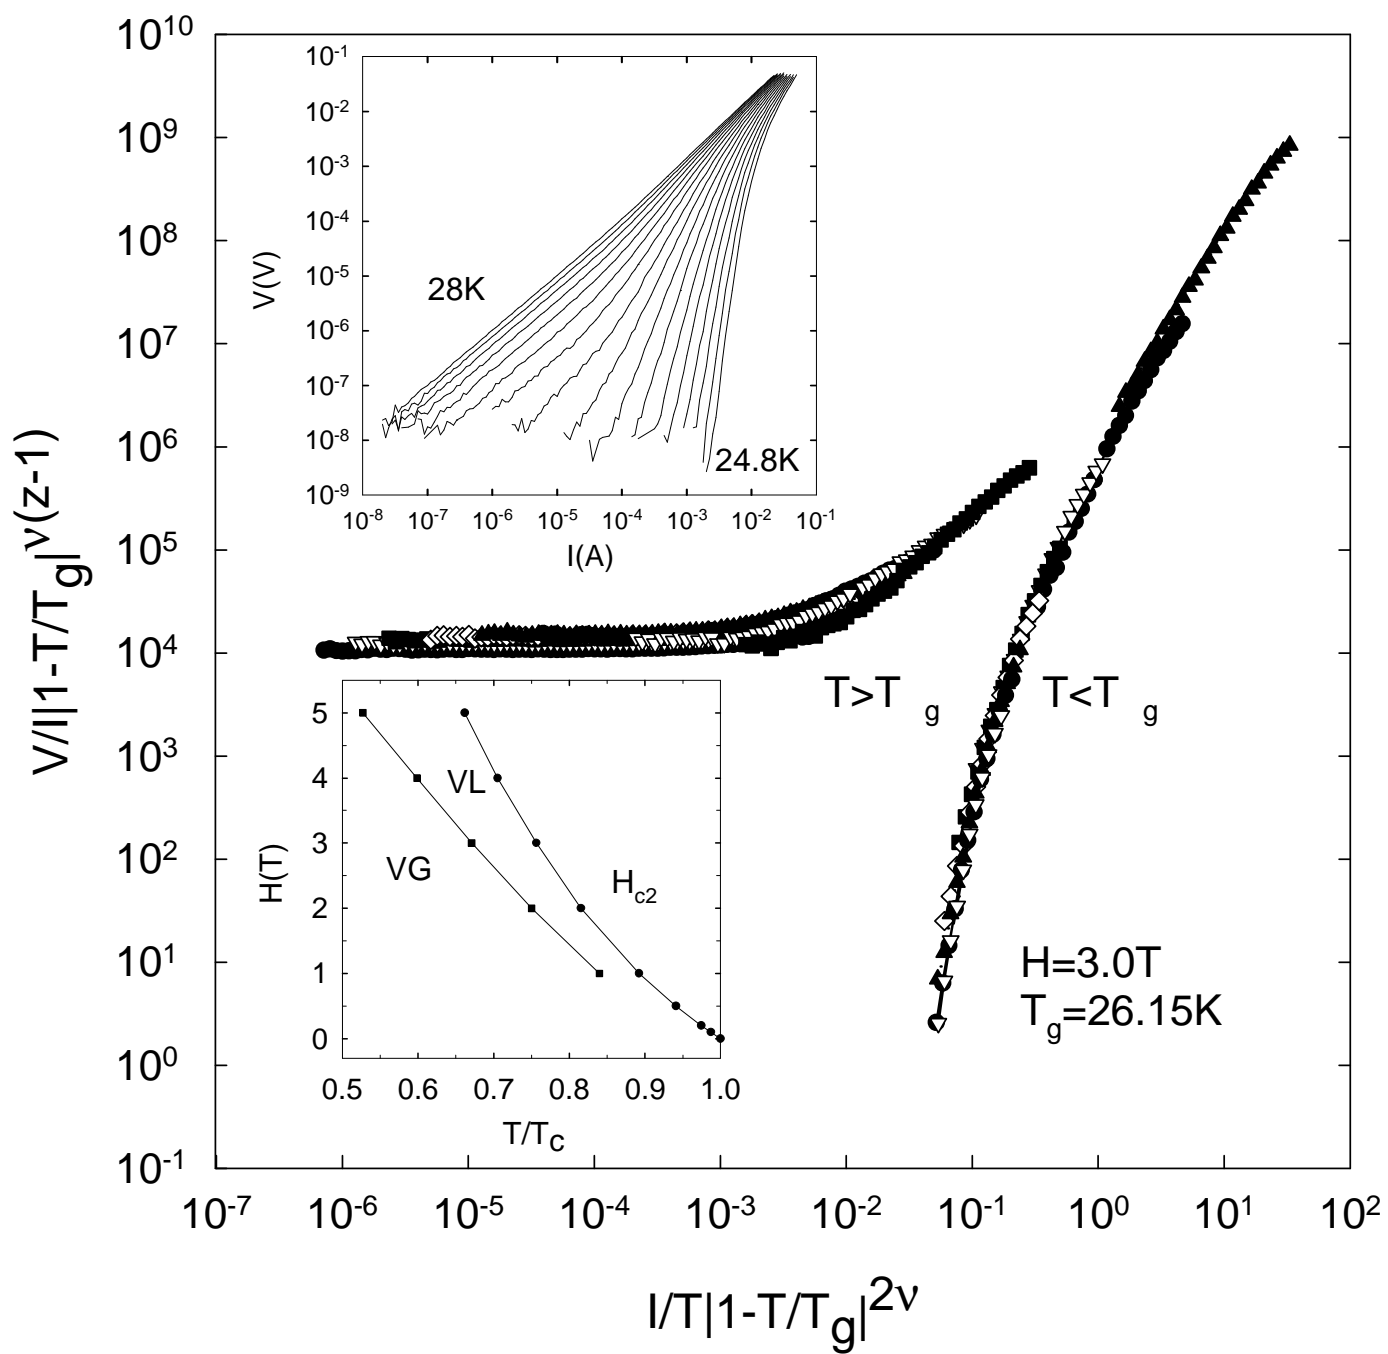 V/I|1-T/Tg|ν(z-1)
10^10
10^9
10^8
10^7
10^6
10^5
10^4
10^3
10^2
10^1
10^0
10^-1
10^-7 10^-6 10^-5 10^-4 10^-3 10^-2 10^-1 10^0 10^1 10^2
I/T|1-T/Tg|^2ν
V(V)
10^-1
10^-2
10^-3
10^-4
10^-5
10^-6
10^-7
10^-8
10^-9
28K
24.8K
10^-8 10^-7 10^-6 10^-5 10^-4 10^-3 10^-2 10^-1
I(A)
T>T g
T<T g
H(T)
5
4
3
2
1
0
VL
VG
Hc2
0.5 0.6 0.7 0.8 0.9 1.0
T/Tc
H=3.0T
Tg=26.15K